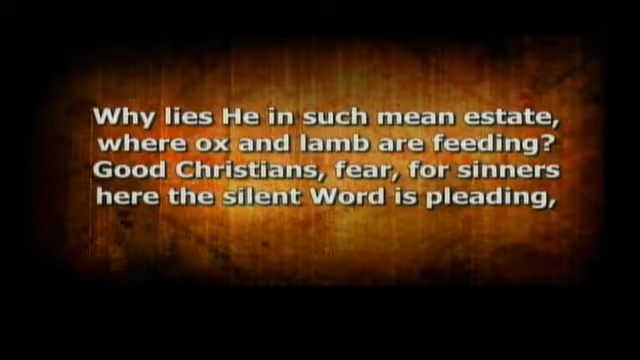 Why lies He in such mean estate,
where ox and lamb are feeding?
Good Christians, fear, for sinners
here the silent Word is pleading,